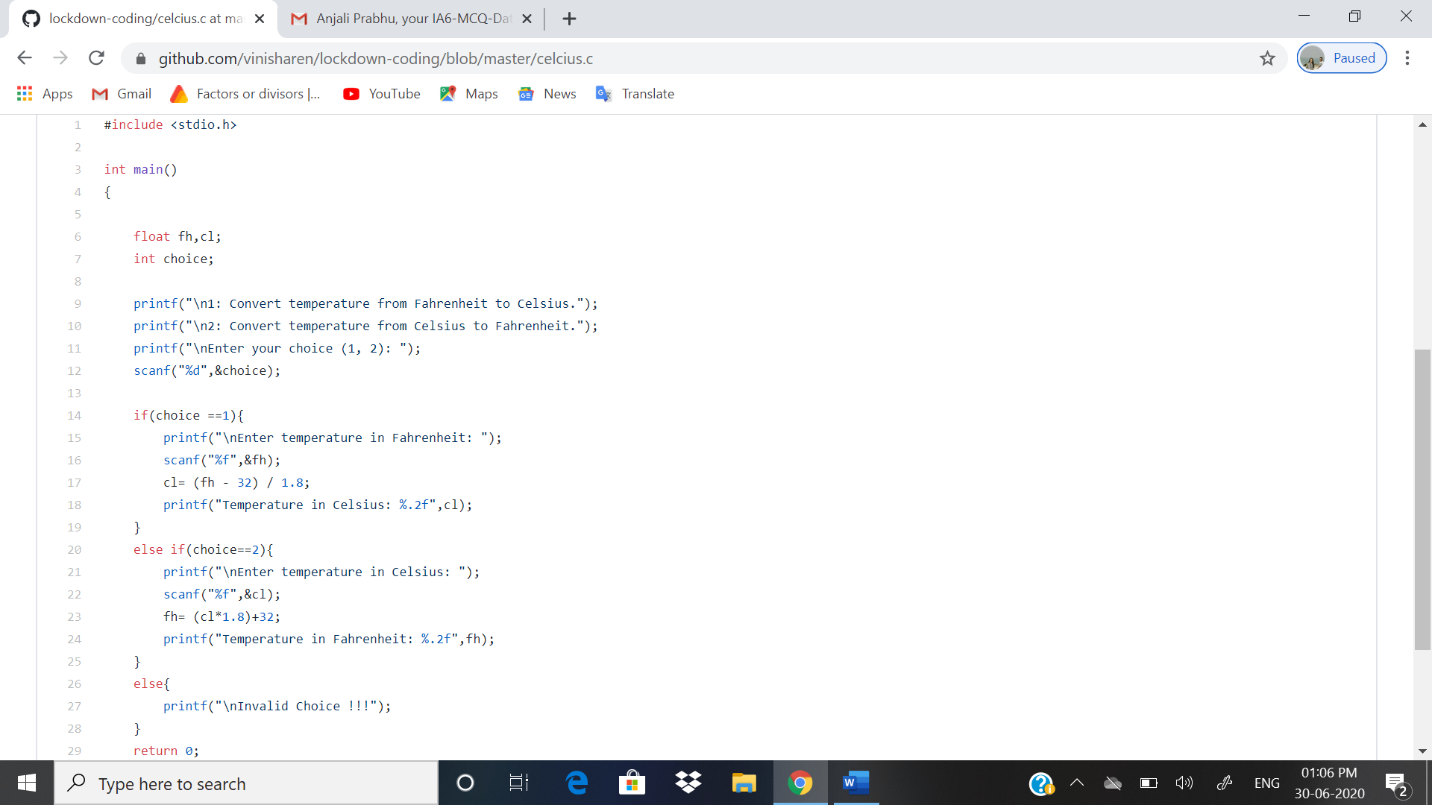 lockdown-coding/celcius.c at ma
Anjali Prabhu, your IA6-MCQ-Dat
github.com/vinisharen/lockdown-coding/blob/master/celcius.c
Paused
Apps Gmail Factors or divisors |... YouTube Maps News Translate
1 #include <stdio.h>
2
3 int main()
4 {
5
6 float fh,cl;
7 int choice;
8
9 printf("\n1: Convert temperature from Fahrenheit to Celsius.");
10 printf("\n2: Convert temperature from Celsius to Fahrenheit.");
11 printf("\nEnter your choice (1, 2): ");
12 scanf("%d",&choice);
13
14 if(choice ==1){
15 printf("\nEnter temperature in Fahrenheit: ");
16 scanf("%f",&fh);
17 cl= (fh - 32) / 1.8;
18 printf("Temperature in Celsius: %.2f",cl);
19 }
20 else if(choice==2){
21 printf("\nEnter temperature in Celsius: ");
22 scanf("%f",&cl);
23 fh= (cl*1.8)+32;
24 printf("Temperature in Fahrenheit: %.2f",fh);
25 }
26 else{
27 printf("\nInvalid Choice !!!");
28 }
29 return 0;
Type here to search
W
ENG
01:06 PM
30-06-2020
2